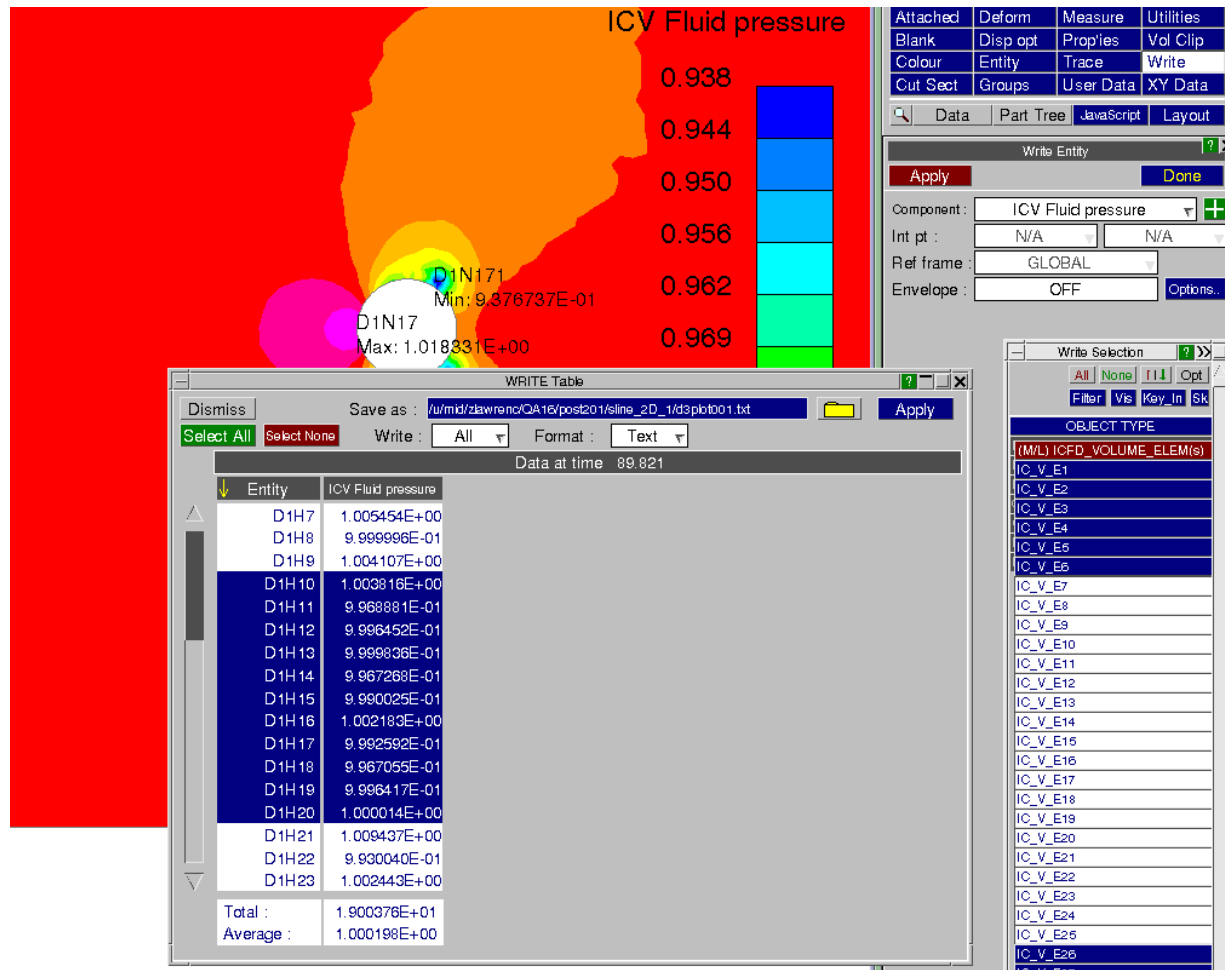 ICV Fluid pressure
0.938
0.944
0.950
0.956
0.962
0.969
D1N171
Min: 9.376737E-01
D1N17
Max: 1.018331E+00
Attached Deform Measure Utilities
Blank Disp opt Prop'ies Vol Clip
Colour Entity Trace Write
Cut Sect Groups User Data XY Data
Data Part Tree JavaScript Layout
Write Entity ?
Apply Done
Component : ICV Fluid pressure
Int pt : N/A N/A
Ref frame : GLOBAL
Envelope : OFF Options..
WRITE Table ?
Dismiss Save as : /u/mid/zlawrenc/QA16/post201/sline_2D_1/d3plot001.txt Apply
Select All Select None Write : All Format : Text
Data at time 89.821
Entity ICV Fluid pressure
D1H7 1.005454E+00
D1H8 9.999996E-01
D1H9 1.004107E+00
D1H10 1.003816E+00
D1H11 9.968881E-01
D1H12 9.996452E-01
D1H13 9.999836E-01
D1H14 9.967268E-01
D1H15 9.990025E-01
D1H16 1.002183E+00
D1H17 9.992592E-01
D1H18 9.967055E-01
D1H19 9.996417E-01
D1H20 1.000014E+00
D1H21 1.009437E+00
D1H22 9.930040E-01
D1H23 1.002443E+00
Total : 1.900376E+01
Average : 1.000198E+00
Write Selection ?
All None Opt
Filter Vis Key_In Sk
OBJECT TYPE
(M/L) ICFD_VOLUME_ELEM(s)
IC_V_E1
IC_V_E2
IC_V_E3
IC_V_E4
IC_V_E5
IC_V_E6
IC_V_E7
IC_V_E8
IC_V_E9
IC_V_E10
IC_V_E11
IC_V_E12
IC_V_E13
IC_V_E14
IC_V_E15
IC_V_E16
IC_V_E17
IC_V_E18
IC_V_E19
IC_V_E20
IC_V_E21
IC_V_E22
IC_V_E23
IC_V_E24
IC_V_E25
IC_V_E26